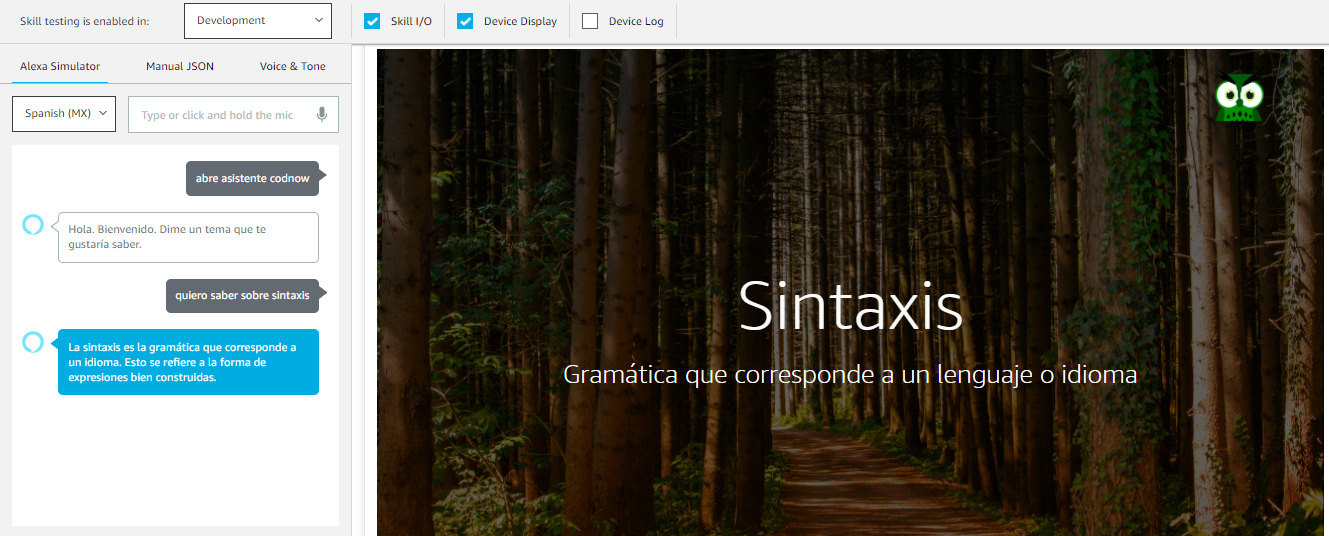 Skill testing is enabled in:
Development
Skill I/O
Device Display
Device Log
Alexa Simulator
Manual JSON
Voice & Tone
Spanish (MX)
Type or click and hold the mic
abre asistente codnow
Hola. Bienvenido. Dime un tema que te
gustaría saber.
quiero saber sobre sintaxis
La sintaxis es la gramática que corresponde a
un idioma. Esto se refiere a la forma de
expresiones bien construidas.
Sintaxis
Gramática que corresponde a un lenguaje o idioma